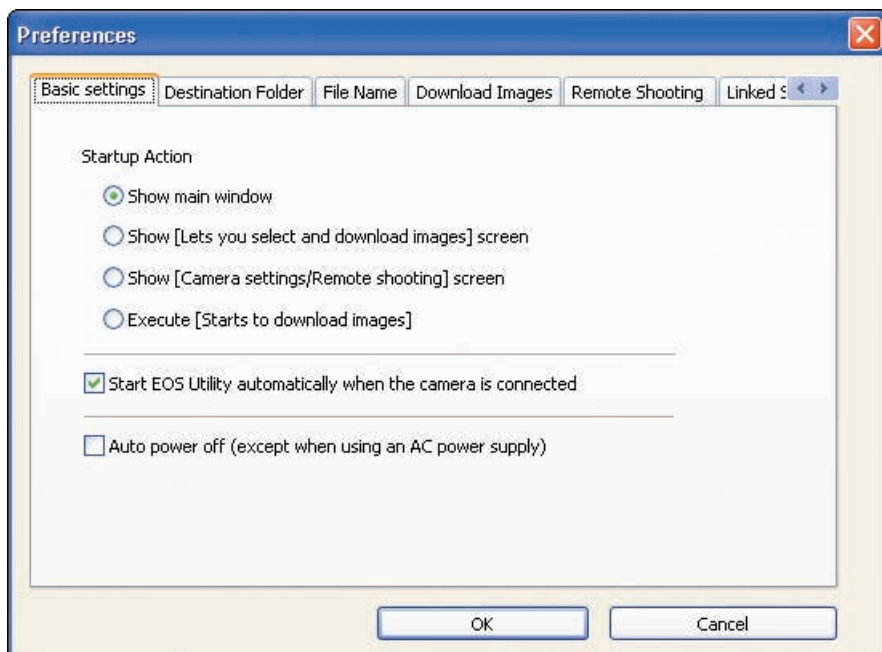 Preferences
Basic settings Destination Folder File Name Download Images Remote Shooting Linked
Startup Action
Show main window
Show [Lets you select and download images] screen
Show [Camera settings/Remote shooting] screen
Execute [Starts to download images]
Start EOS Utility automatically when the camera is connected
Auto power off (except when using an AC power supply)
OK Cancel